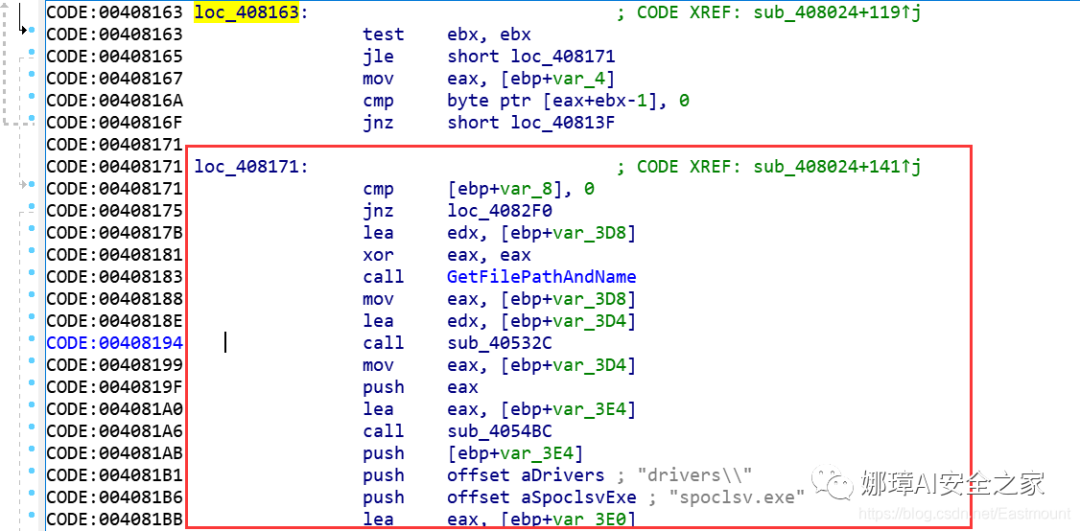 CODE:00408163 loc_408163: ; CODE XREF: sub_408024+119↑j
CODE:00408163 test ebx, ebx
CODE:00408165 jle short loc_408171
CODE:00408167 mov eax, [ebp+var_4]
CODE:0040816A cmp byte ptr [eax+ebx-1], 0
CODE:0040816F jnz short loc_40813F
CODE:00408171
CODE:00408171 loc_408171: ; CODE XREF: sub_408024+141↑j
CODE:00408171 cmp [ebp+var_8], 0
CODE:00408175 jnz loc_4082F0
CODE:0040817B lea edx, [ebp+var_3D8]
CODE:00408181 xor eax, eax
CODE:00408183 call GetFilePathAndName
CODE:00408188 mov eax, [ebp+var_3D8]
CODE:0040818E lea edx, [ebp+var_3D4]
CODE:00408194 call sub_40532C
CODE:00408199 mov eax, [ebp+var_3D4]
CODE:0040819F push eax
CODE:004081A0 lea eax, [ebp+var_3E4]
CODE:004081A6 call sub_4054BC
CODE:004081AB push [ebp+var_3E4]
CODE:004081B1 push offset aDrivers ; "drivers\\"
CODE:004081B6 push offset aSpoclsvExe ; "spoclsv.exe"
CODE:004081BB lea eax, [ebp+var_3E0]
娜璋AI安全之家
https://blog.csdn.net/Eastmount